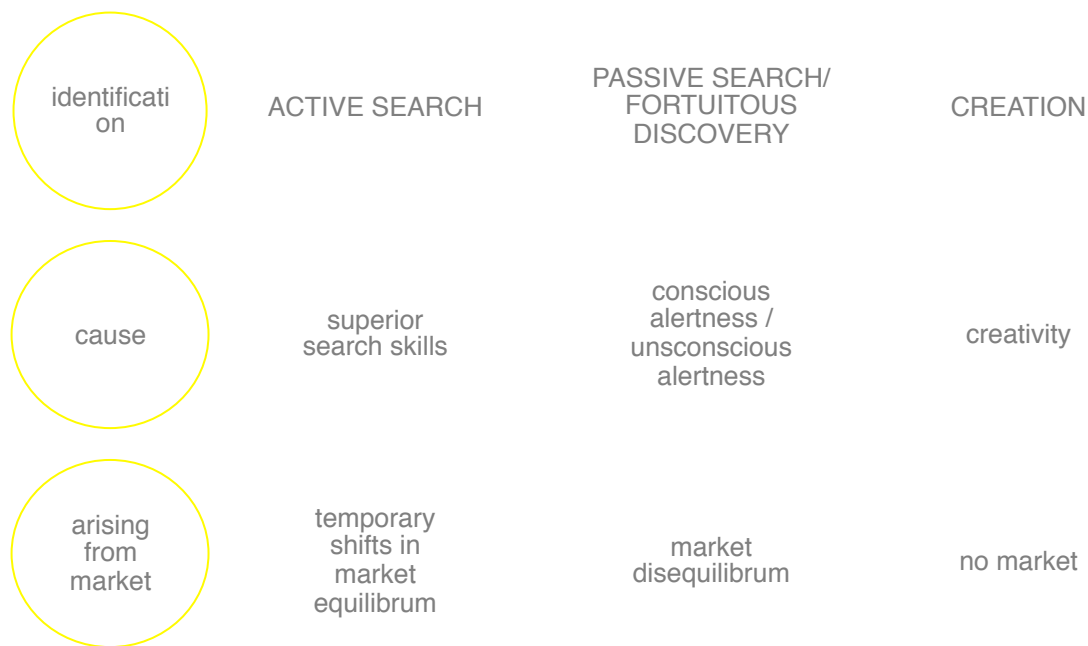 identificati
on
ACTIVE SEARCH
PASSIVE SEARCH/
FORTUITOUS
DISCOVERY
CREATION
cause
superior
search skills
conscious
alertness /
unsconscious
alertness
creativity
arising
from
market
temporary
shifts in
market
equilibrum
market
disequilibrum
no market